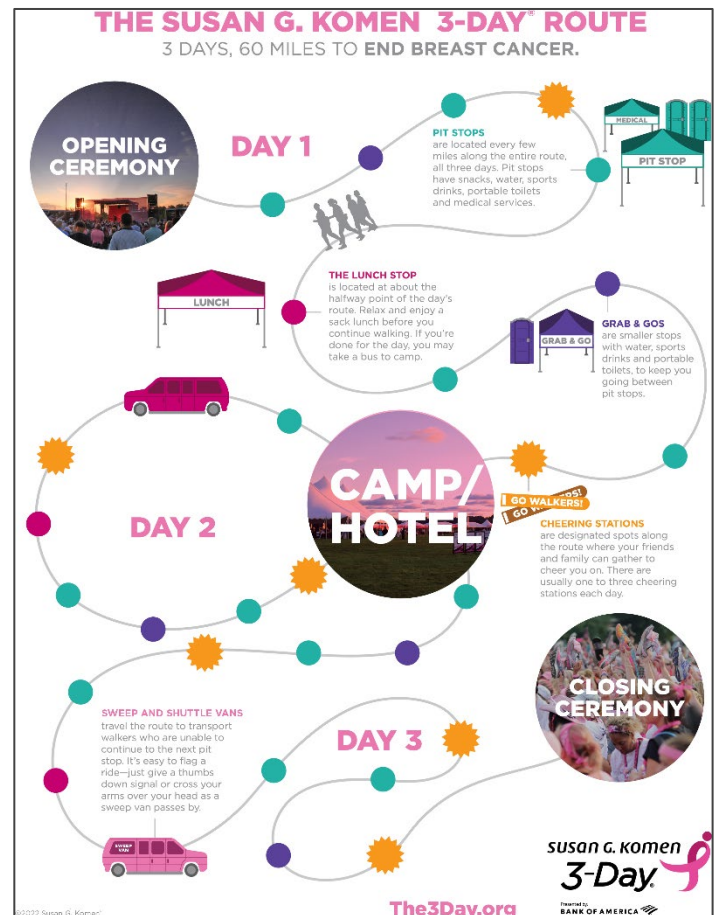 THE SUSAN G. KOMEN 3-DAY® ROUTE
3 DAYS, 60 MILES TO END BREAST CANCER.
OPENING
CEREMONY
DAY 1
PIT STOPS
are located every few
miles along the entire route,
all three days. Pit stops
have snacks, water, sports
drinks, portable toilets
and medical services.
MEDICAL
PIT STOP
LUNCH
THE LUNCH STOP
is located at about the
halfway point of the day's
route. Relax and enjoy a
sack lunch before you
continue walking. If you're
done for the day, you may
take a bus to camp.
GRAB & GO
GRAB & GOS
are smaller stops
with water, sports
drinks and portable
toilets, to keep you
going between
pit stops.
CAMP/
HOTEL
GO WALKERS!
GO WALKERS!
CHEERING STATIONS
are designated spots along
the route where your friends
and family can gather to
cheer you on. There are
usually one to three cheering
stations each day.
DAY 2
CLOSING
CEREMONY
SWEEP AND SHUTTLE VANS
travel the route to transport
walkers who are unable to
continue to the next pit
stop. It's easy to flag a
ride—just give a thumbs
down signal or cross your
arms over your head as a
sweep van passes by.
DAY 3
SWEEP
VAN
susan G. Komen
3-Day®
Presented by:
BANK OF AMERICA
©2022 Susan G. Komen®
The3Day.org